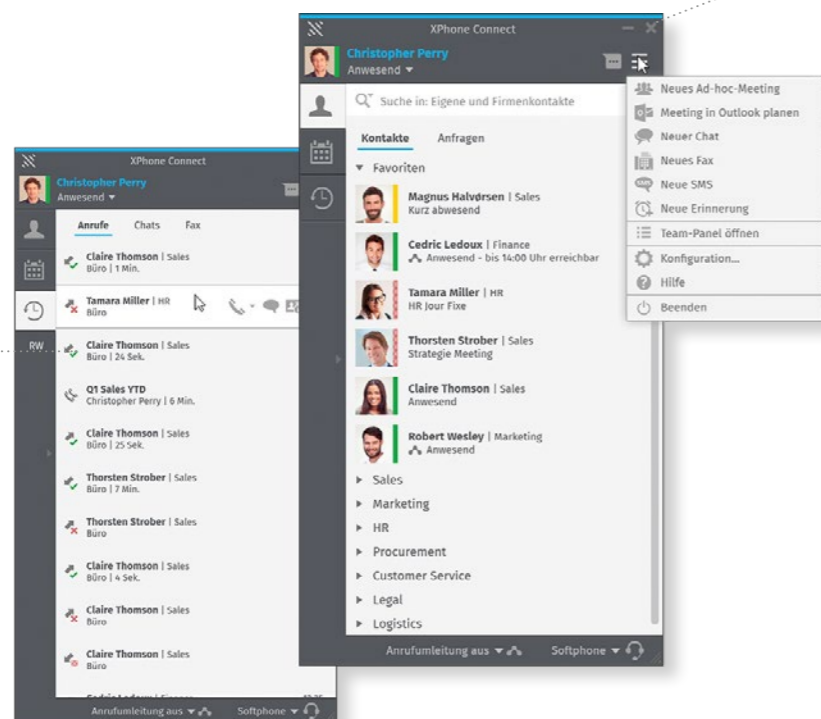 XPhone Connect
Christopher Perry
Anwesend
Anrufe Chats Fax
Claire Thomson | Sales
Büro | 1 Min.
Tamara Miller | HR
Büro
RW
Claire Thomson | Sales
Büro | 24 Sek.
Q1 Sales YTD
Christopher Perry | 6 Min.
Claire Thomson | Sales
Büro | 25 Sek.
Thorsten Strober | Sales
Büro | 7 Min.
Thorsten Strober | Sales
Büro
Claire Thomson | Sales
Büro | 4 Sek.
Claire Thomson | Sales
Büro
Claire Thomson | Sales
Büro
Anrufumleitung aus Softphone
XPhone Connect
Christopher Perry
Anwesend
Suche in: Eigene und Firmenkontakte
Kontakte Anfragen
Favoriten
Magnus Halvørsen | Sales
Kurz abwesend
Cedric Ledoux | Finance
Anwesend - bis 14:00 Uhr erreichbar
Tamara Miller | HR
HR Jour Fixe
Thorsten Strober | Sales
Strategie Meeting
Claire Thomson | Sales
Anwesend
Robert Wesley | Marketing
Anwesend
Sales
Marketing
HR
Procurement
Customer Service
Legal
Logistics
Anrufumleitung aus Softphone
Neues Ad-hoc-Meeting
Meeting in Outlook planen
Neuer Chat
Neues Fax
Neue SMS
Neue Erinnerung
Team-Panel öffnen
Konfiguration...
Hilfe
Beenden